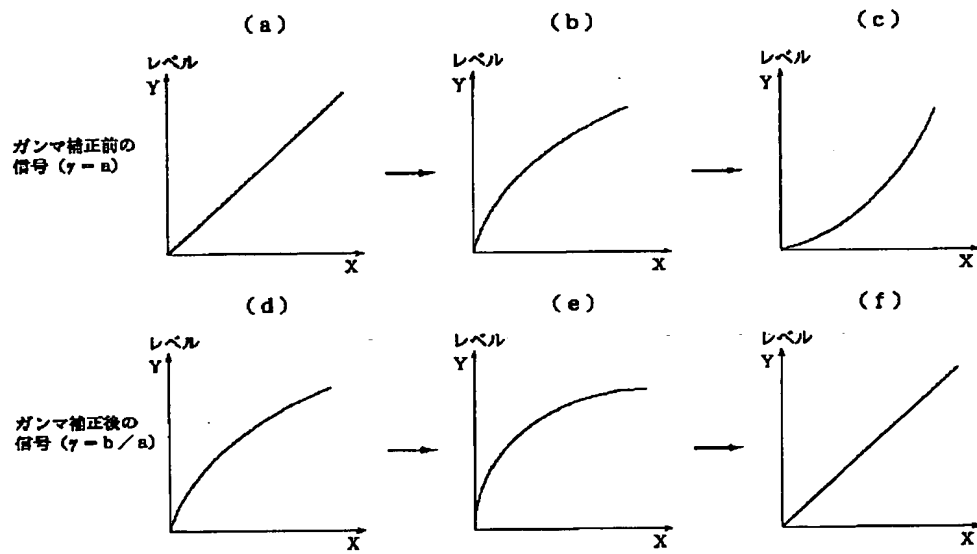 (a)
(b)
(c)
レベル
Y
X
レベル
Y
X
レベル
Y
X
ガンマ補正前の
信号 (γ=a)
(d)
(e)
(f)
レベル
Y
X
レベル
Y
X
レベル
Y
X
ガンマ補正後の
信号 (γ=b/a)